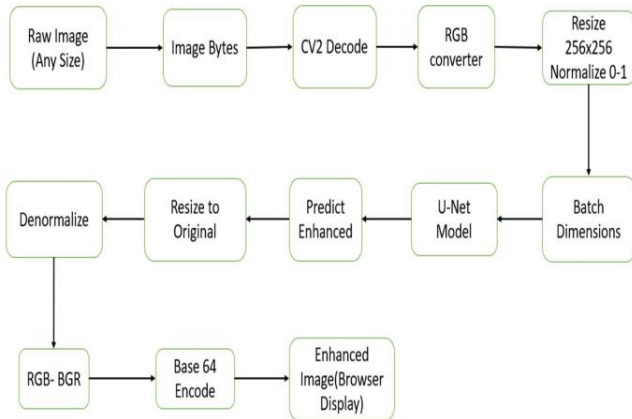 Raw Image
(Any Size)
Image Bytes
CV2 Decode
RGB
converter
Resize
256x256
Normalize 0-1
Batch
Dimensions
U-Net
Model
Predict
Enhanced
Resize to
Original
Denormalize
RGB- BGR
Base 64
Encode
Enhanced
Image(Browser
Display)